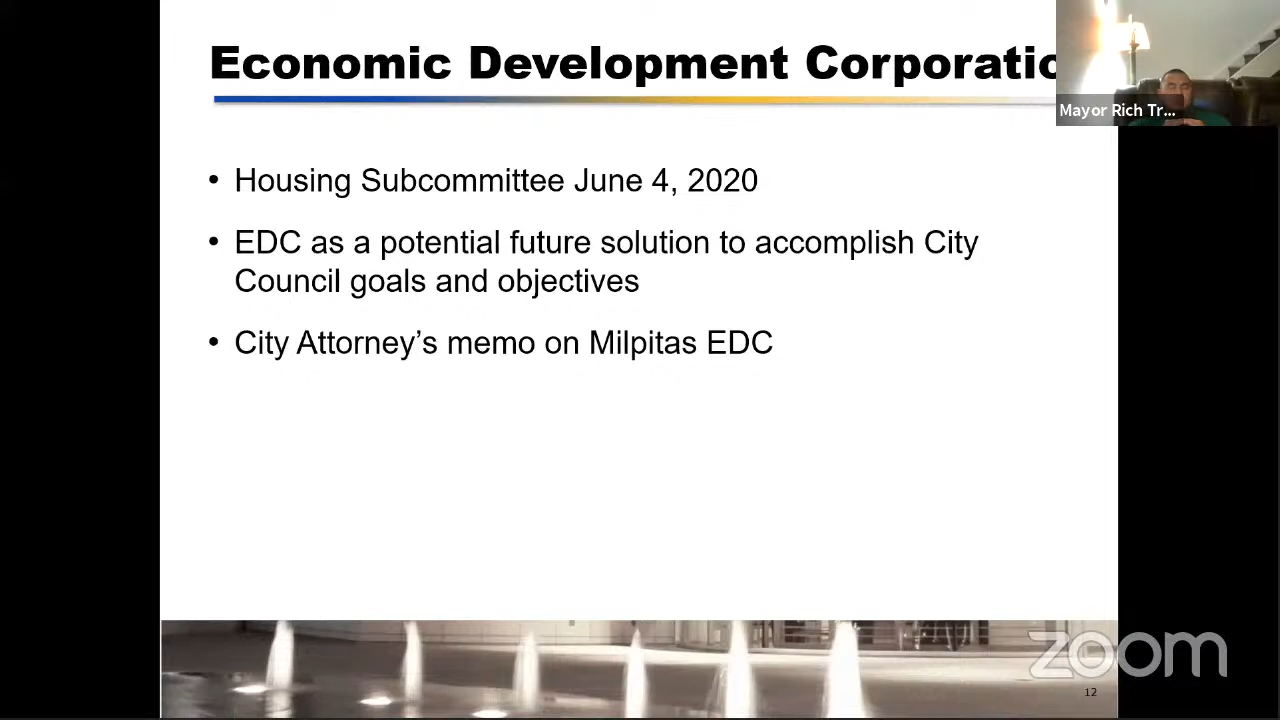 Economic Development Corporatio
Mayor Rich Tr...
• Housing Subcommittee June 4, 2020
• EDC as a potential future solution to accomplish City
Council goals and objectives
• City Attorney’s memo on Milpitas EDC
zoom
12